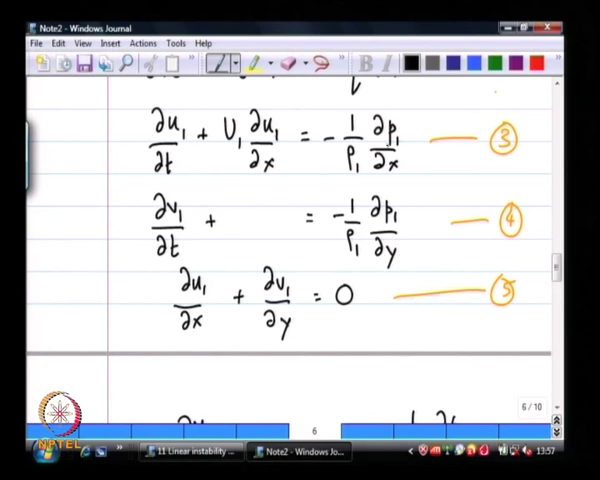 Note2 - Windows Journal
File Edit View Insert Actions Tools Help
B I
∂u₁/∂t + U₁ ∂u₁/∂x = - 1/ρ₁ ∂p₁/∂x —— ③
∂v₁/∂t +       = - 1/ρ₁ ∂p₁/∂y —— ④
∂u₁/∂x + ∂v₁/∂y = 0 —— ⑤
6 / 10
6
NPTEL
11 Linear instability ...
Note2 - Windows Jo...
13:57